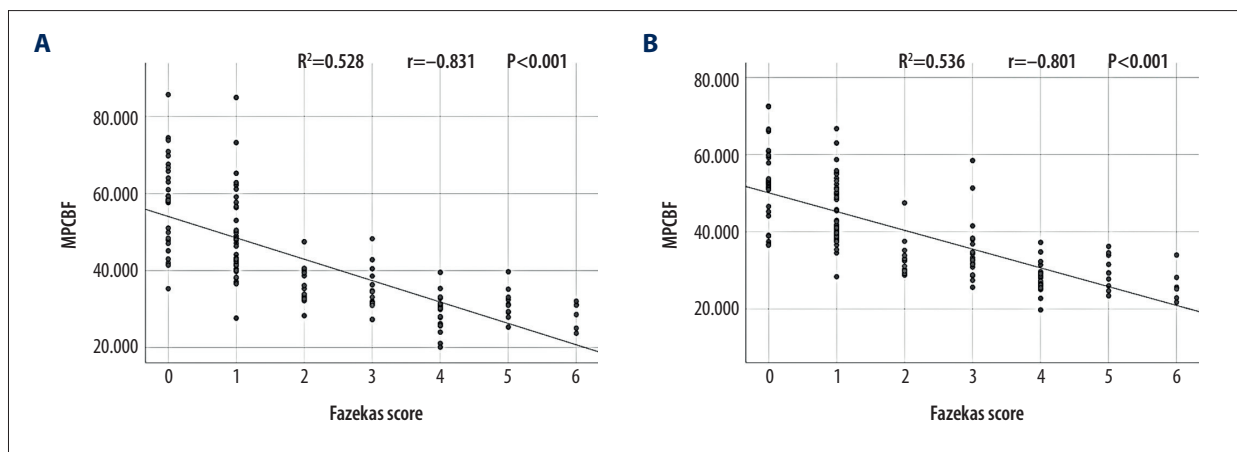 A
R²=0.528 r=−0.831 P<0.001
80.000
60.000
40.000
20.000
MPCBF
0 1 2 3 4 5 6
Fazekas score
B
R²=0.536 r=−0.801 P<0.001
80.000
60.000
40.000
20.000
MPCBF
0 1 2 3 4 5 6
Fazekas score